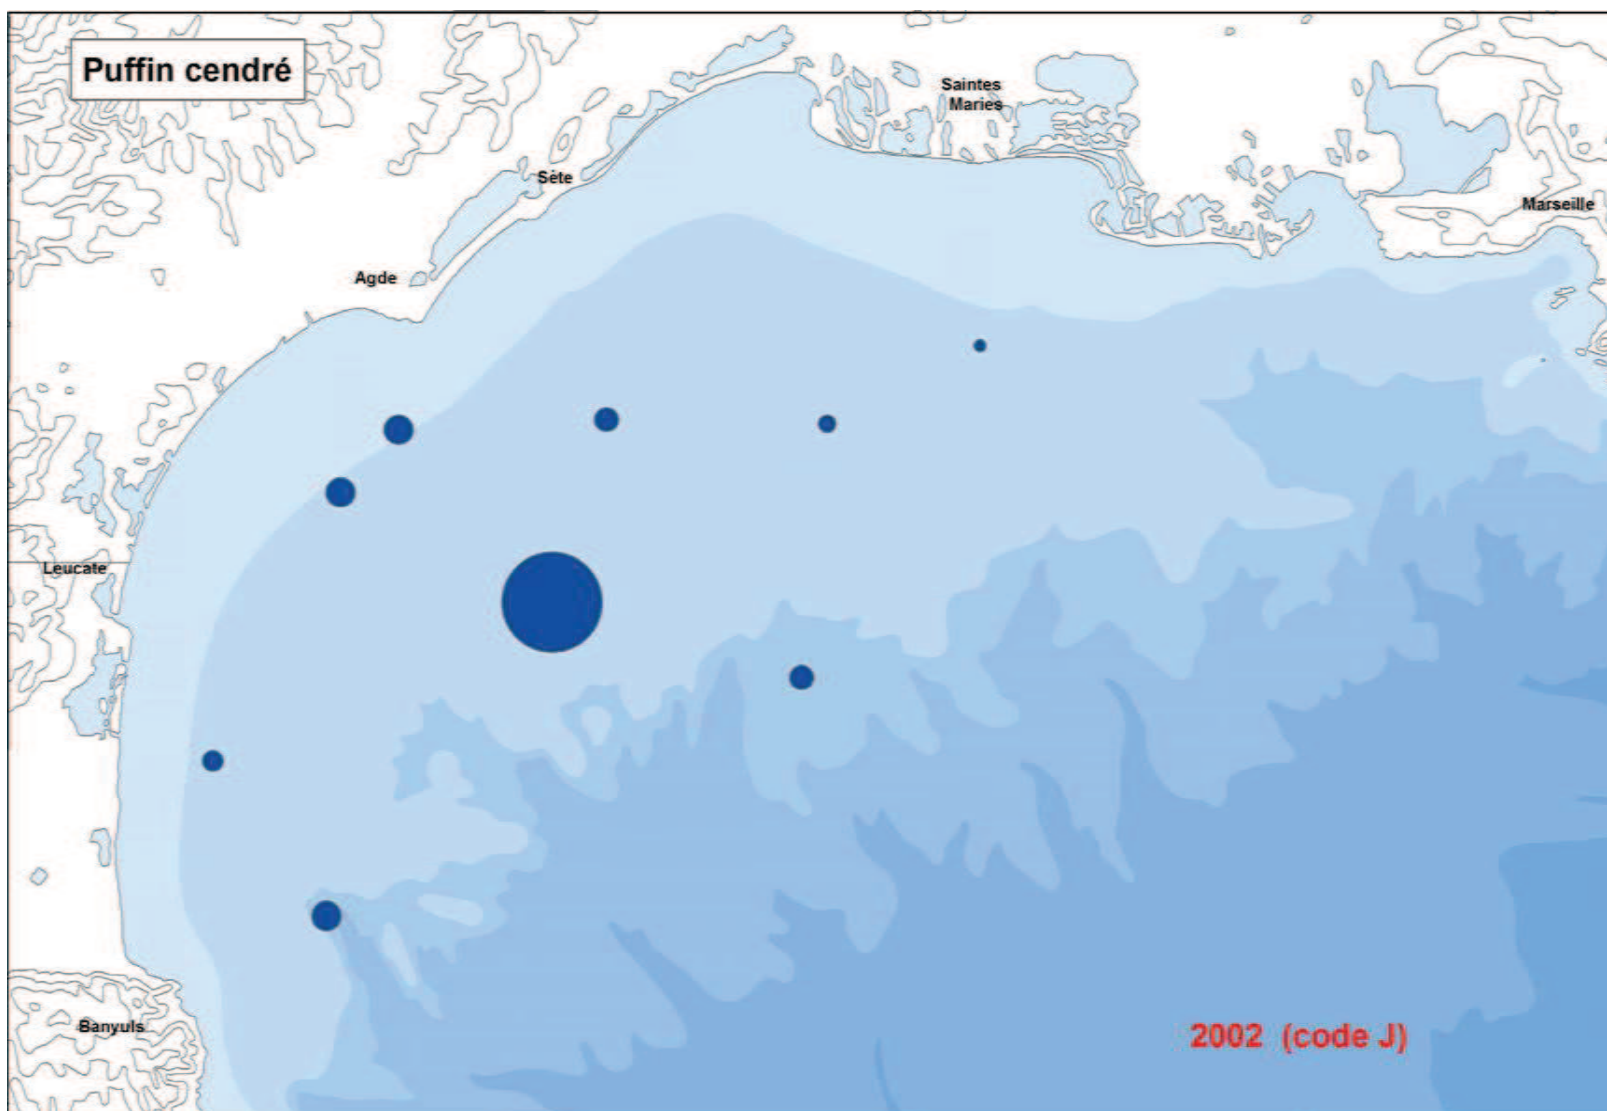 Puffin cendré
Saintes
Maries
Sète
Marseille
Agde
Leucate
Banyuls
2002 (code J)